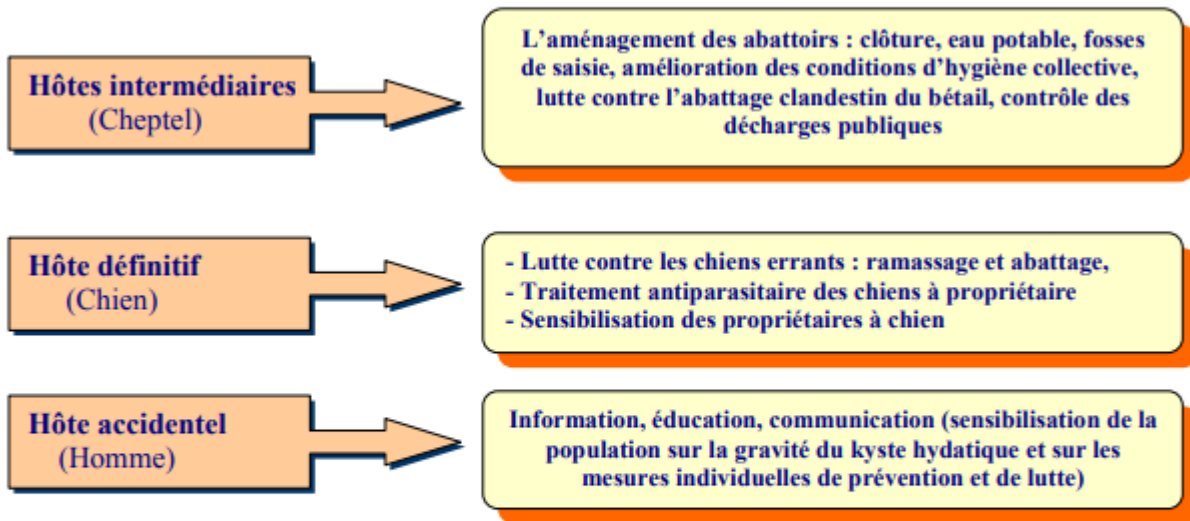 Hôtes intermédiaires
(Cheptel)
L’aménagement des abattoirs : clôture, eau potable, fosses
de saisie, amélioration des conditions d’hygiène collective,
lutte contre l’abattage clandestin du bétail, contrôle des
décharges publiques
Hôte définitif
(Chien)
- Lutte contre les chiens errants : ramassage et abattage,
- Traitement antiparasitaire des chiens à propriétaire
- Sensibilisation des propriétaires à chien
Hôte accidentel
(Homme)
Information, éducation, communication (sensibilisation de la
population sur la gravité du kyste hydatique et sur les
mesures individuelles de prévention et de lutte)